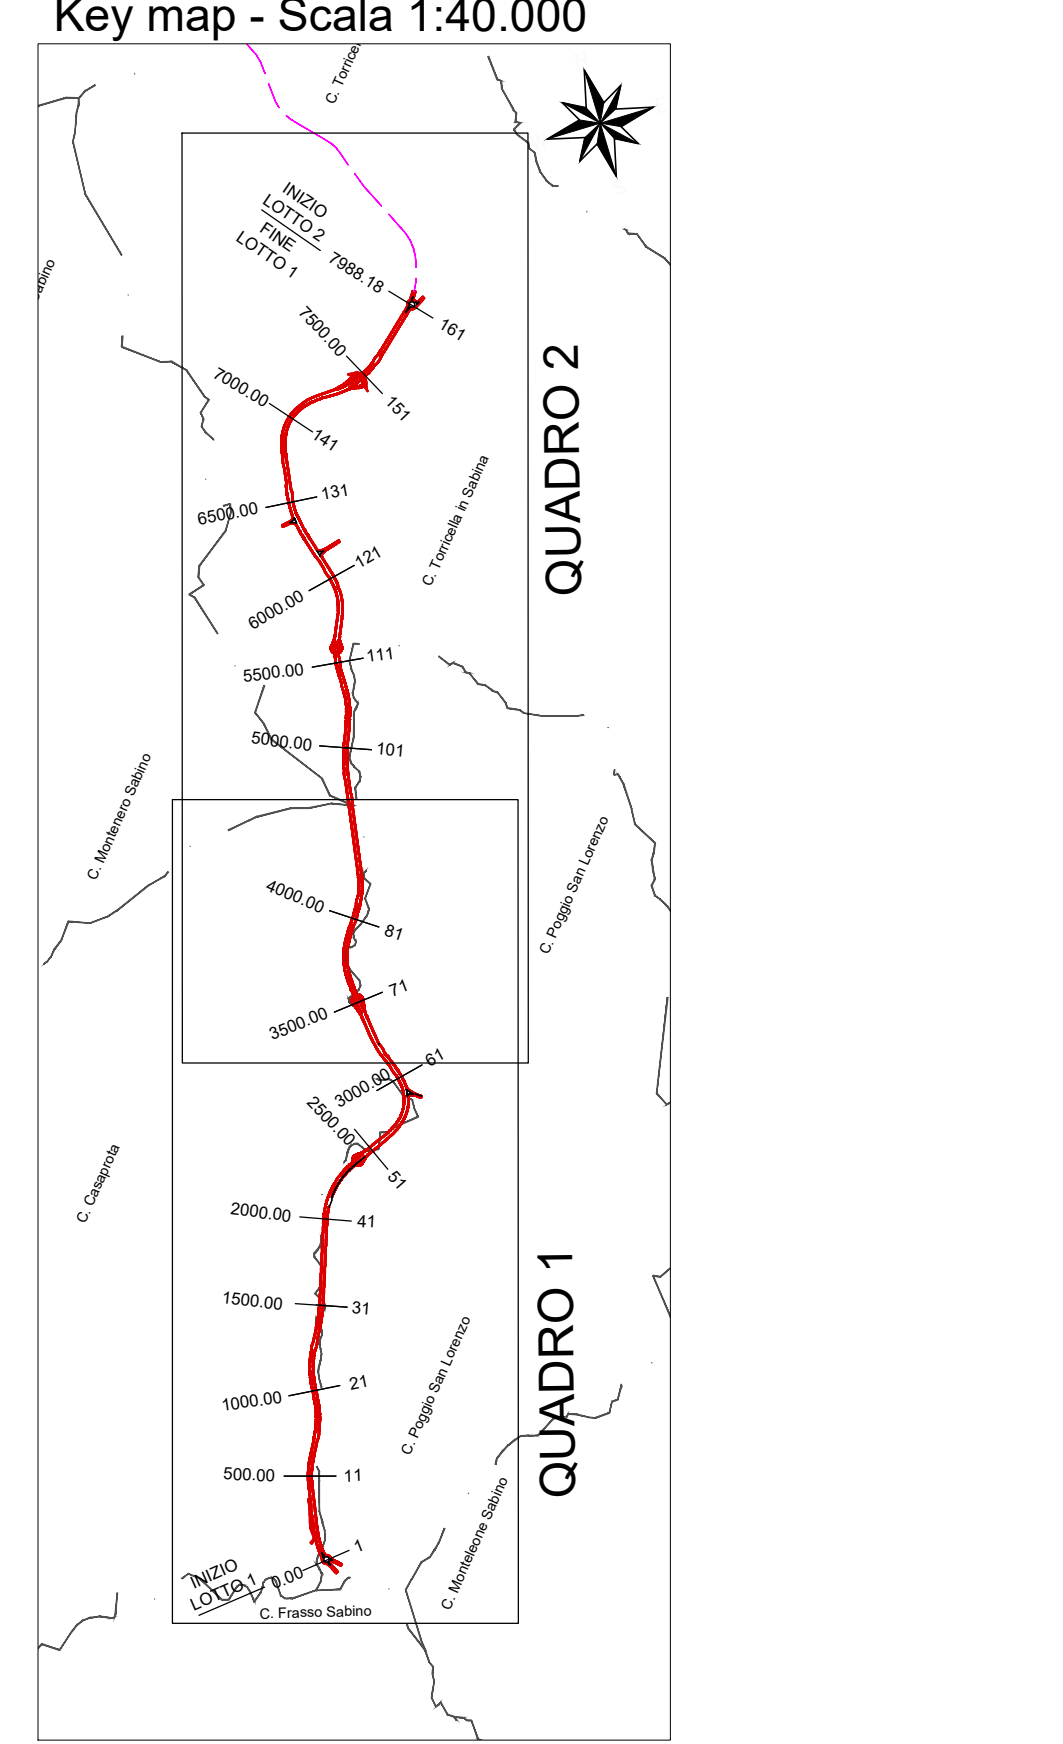 Key map - Scala 1:40.000
C. Torrice
INIZIO
LOTTO 2
FINE
LOTTO 1
7988.18
161
7500.00
151
7000.00
141
QUADRO 2
6500.00
131
C. Torricella in Sabina
121
6000.00
111
5500.00
5000.00
101
C. Montenero Sabino
C. Poggio San Lorenzo
4000.00
81
71
3500.00
61
3000.00
2500.00
51
C. Casaprota
2000.00
41
QUADRO 1
1500.00
31
C. Poggio San Lorenzo
1000.00
21
500.00
11
C. Monteleone Sabino
1
INIZIO
LOTTO 1
0.00
C. Frasso Sabino